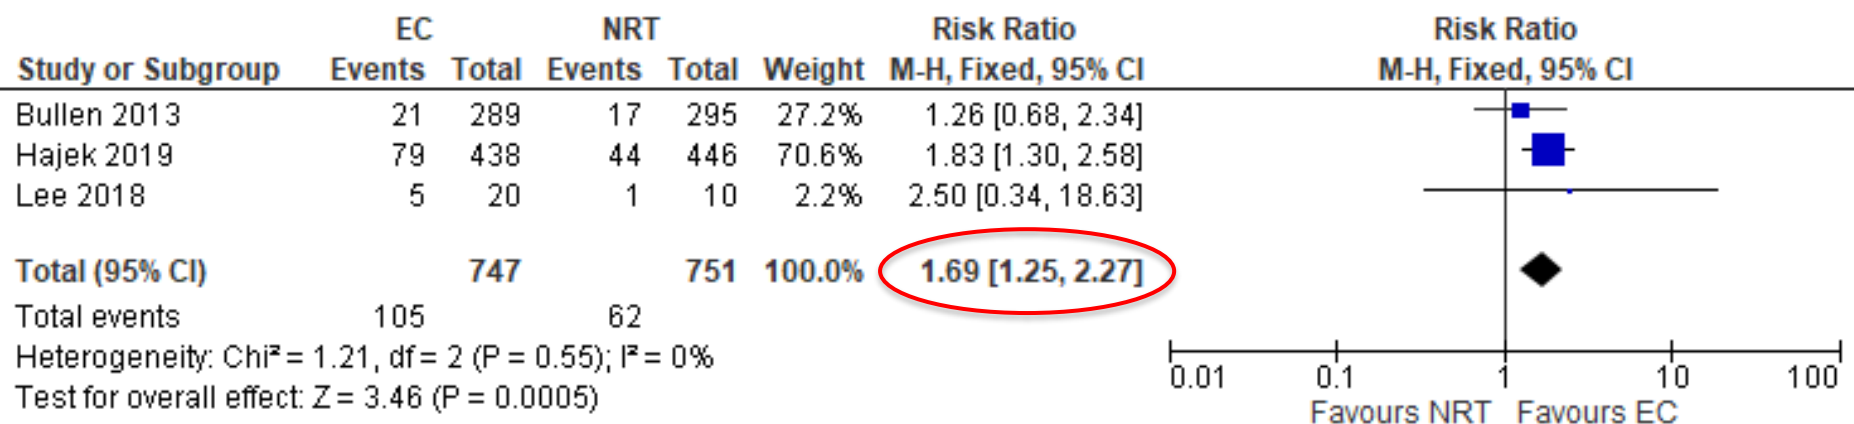 EC NRT Risk Ratio Risk Ratio
Study or Subgroup Events Total Events Total Weight M-H, Fixed, 95% CI M-H, Fixed, 95% CI
Bullen 2013 21 289 17 295 27.2% 1.26 [0.68, 2.34]
Hajek 2019 79 438 44 446 70.6% 1.83 [1.30, 2.58]
Lee 2018 5 20 1 10 2.2% 2.50 [0.34, 18.63]
Total (95% CI) 747 751 100.0% 1.69 [1.25, 2.27]
Total events 105 62
Heterogeneity: Chi² = 1.21, df = 2 (P = 0.55); I² = 0%
Test for overall effect: Z = 3.46 (P = 0.0005)
0.01 0.1 1 10 100
Favours NRT Favours EC